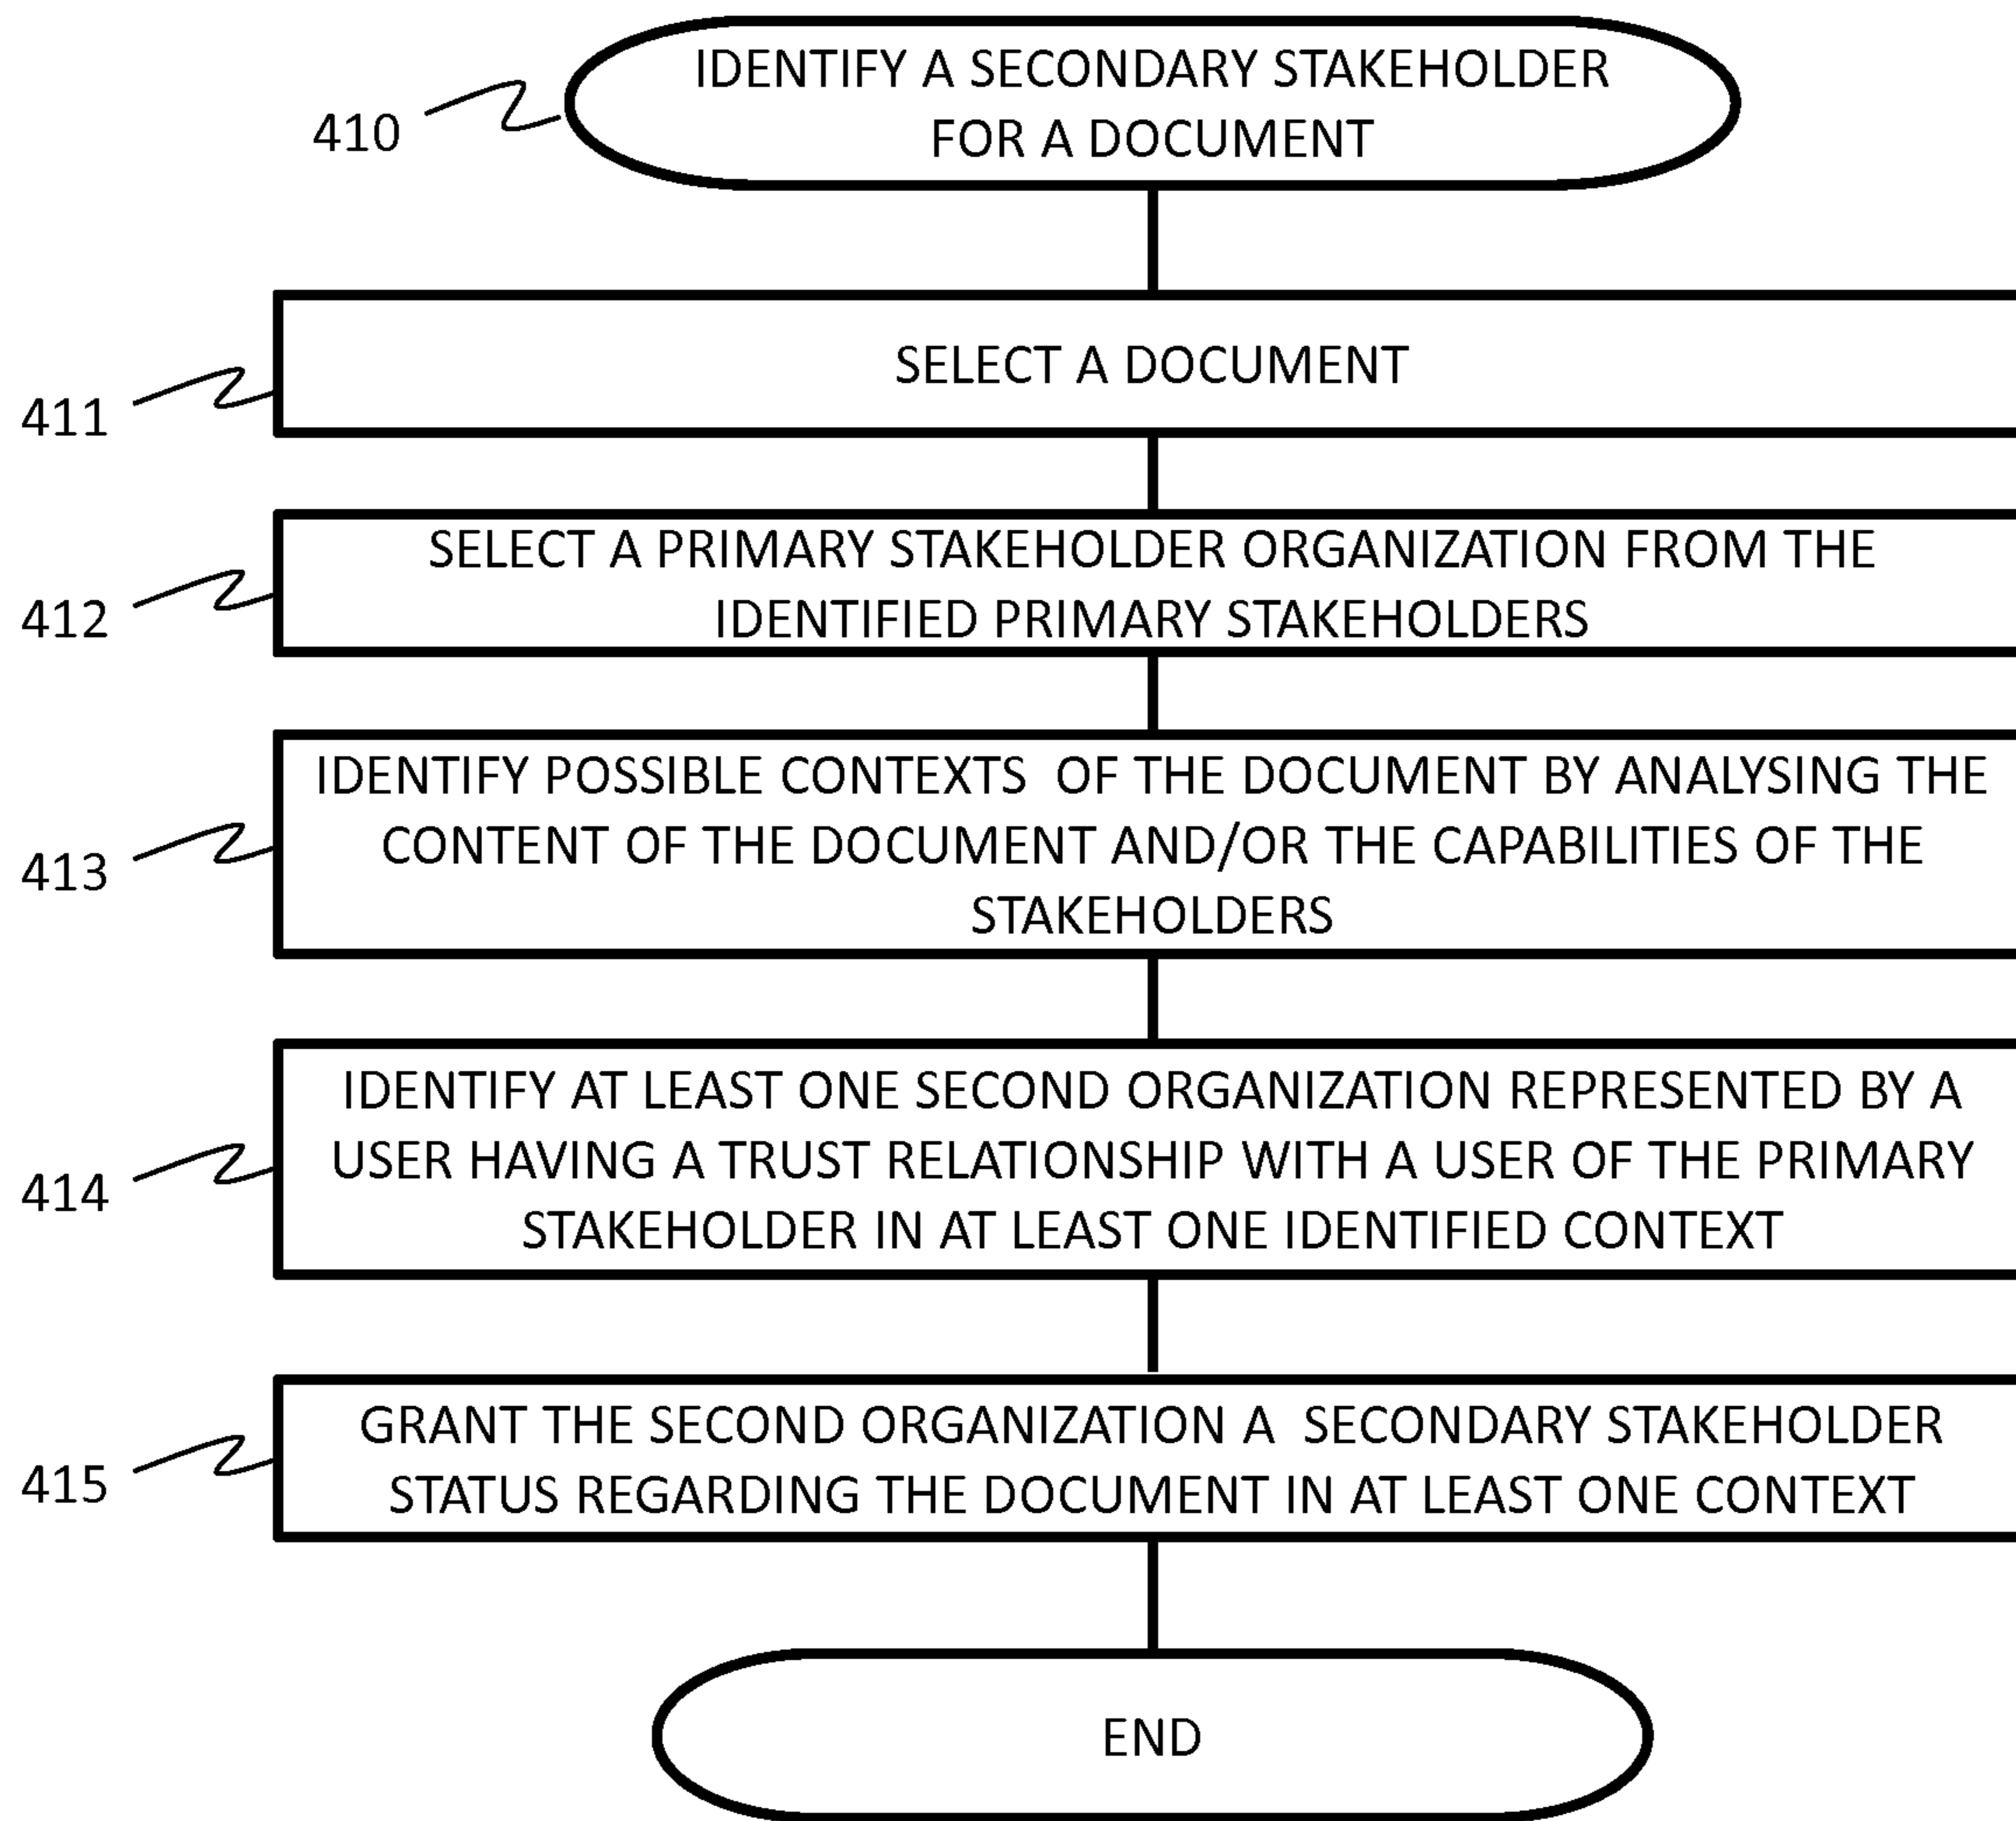 IDENTIFY A SECONDARY STAKEHOLDER
FOR A DOCUMENT
410
SELECT A DOCUMENT
411
SELECT A PRIMARY STAKEHOLDER ORGANIZATION FROM THE
IDENTIFIED PRIMARY STAKEHOLDERS
412
IDENTIFY POSSIBLE CONTEXTS OF THE DOCUMENT BY ANALYSING THE
CONTENT OF THE DOCUMENT AND/OR THE CAPABILITIES OF THE
STAKEHOLDERS
413
IDENTIFY AT LEAST ONE SECOND ORGANIZATION REPRESENTED BY A
USER HAVING A TRUST RELATIONSHIP WITH A USER OF THE PRIMARY
STAKEHOLDER IN AT LEAST ONE IDENTIFIED CONTEXT
414
GRANT THE SECOND ORGANIZATION A SECONDARY STAKEHOLDER
STATUS REGARDING THE DOCUMENT IN AT LEAST ONE CONTEXT
415
END